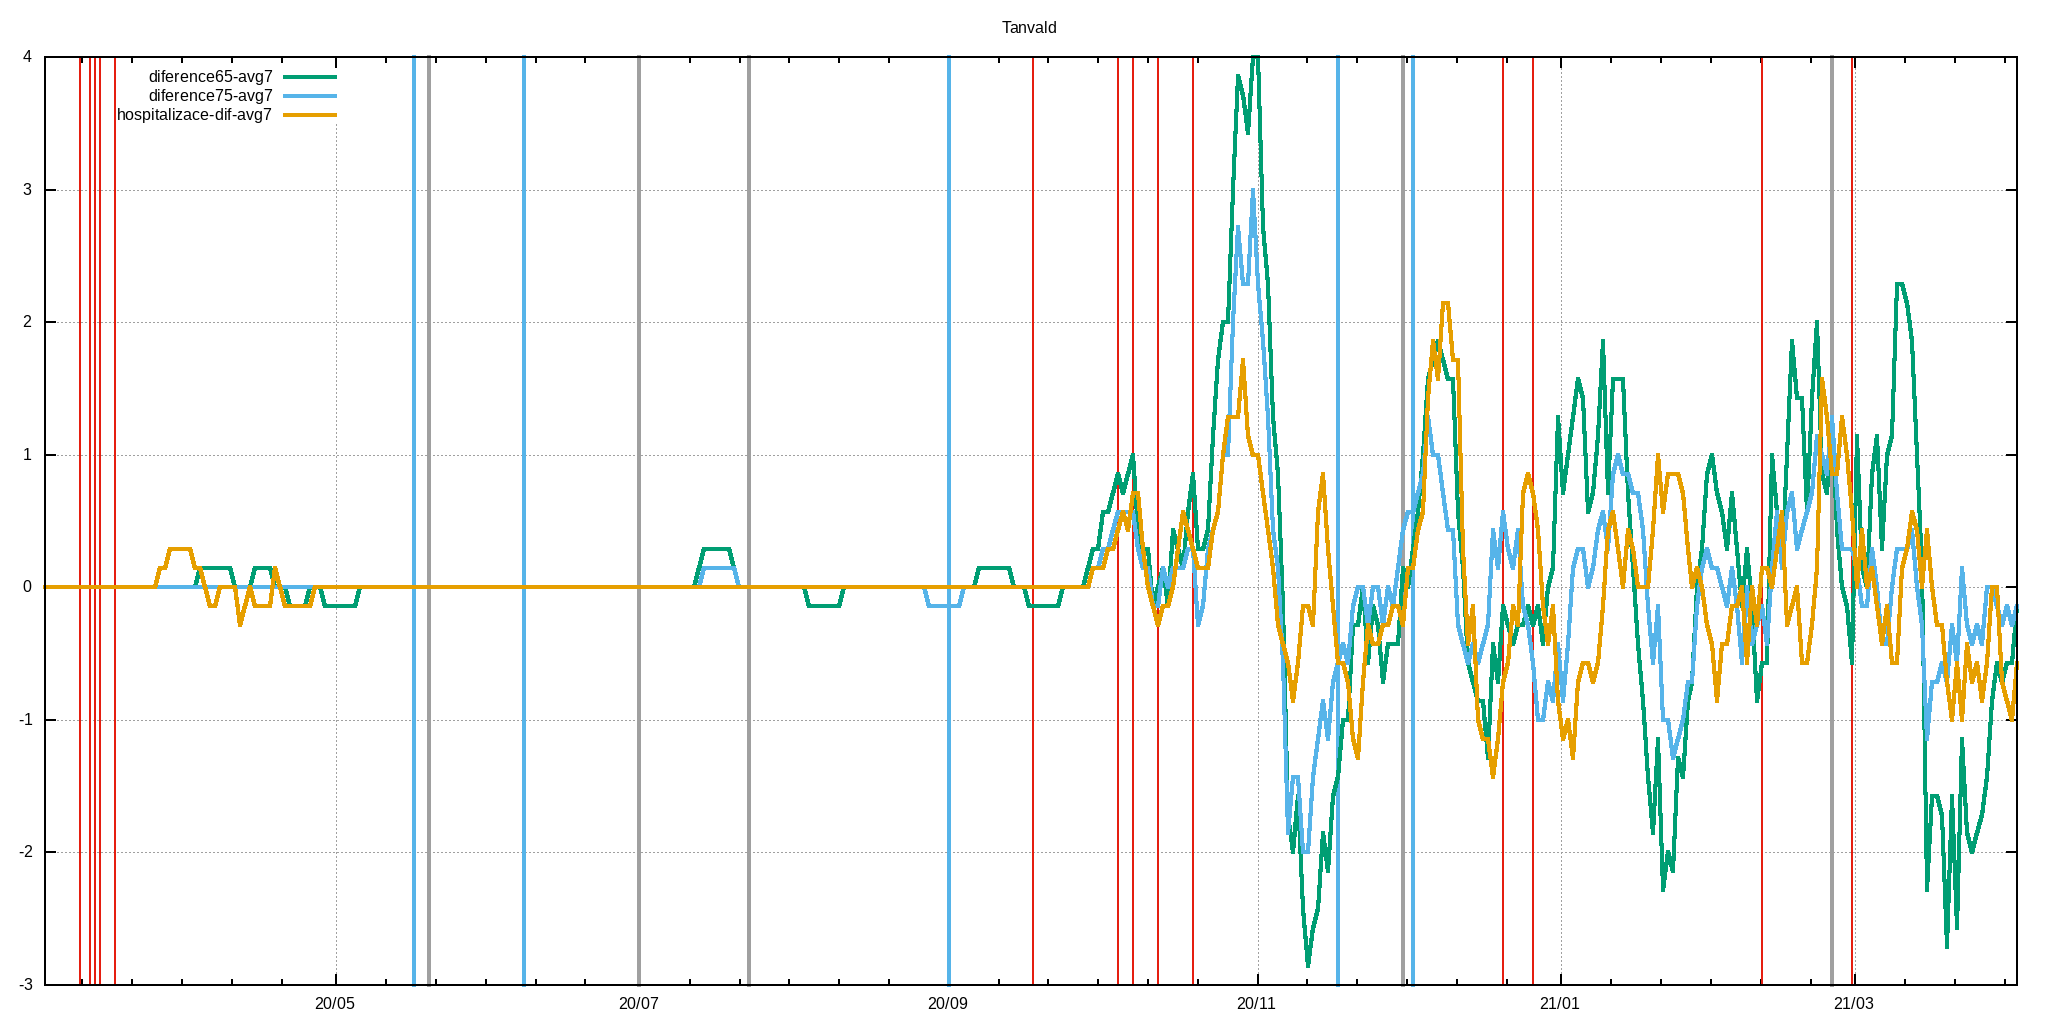 Tanvald
4
diference65-avg7
diference75-avg7
hospitalizace-dif-avg7
3
2
1
0
-1
-2
-3
20/05 20/07 20/09 20/11 21/01 21/03